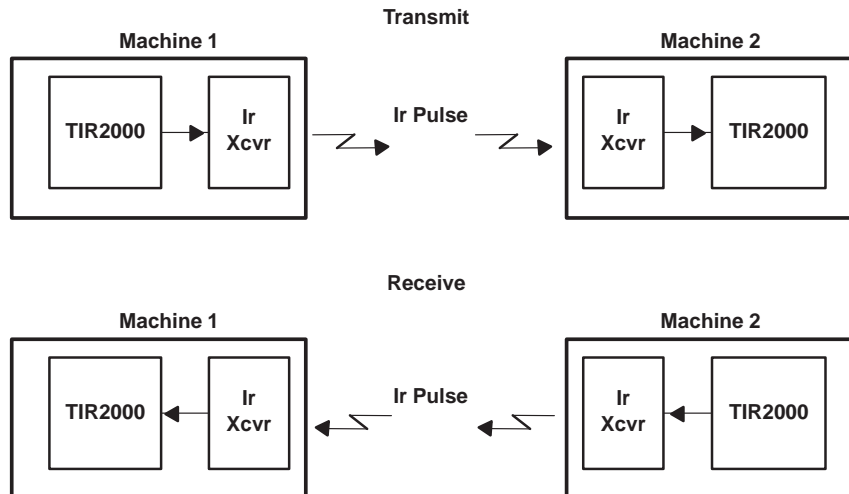 Transmit
Machine 1
Machine 2
TIR2000
Ir
Xcvr
Ir Pulse
Ir
Xcvr
TIR2000
Receive
Machine 1
Machine 2
TIR2000
Ir
Xcvr
Ir Pulse
Ir
Xcvr
TIR2000